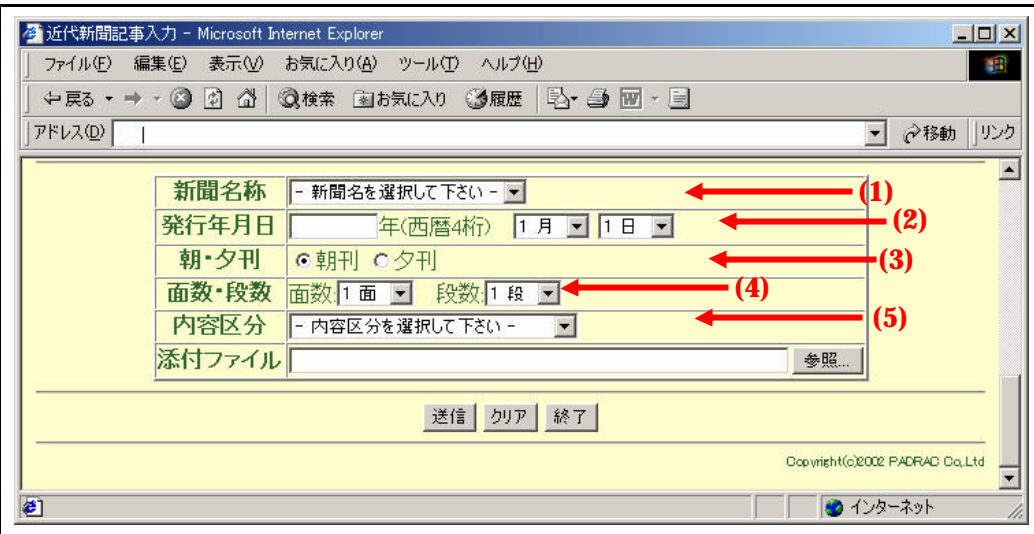 近代新聞記事入力 - Microsoft Internet Explorer
ファイル(F) 編集(E) 表示(V) お気に入り(A) ツール(T) ヘルプ(H)
戻る 検索 お気に入り 履歴
アドレス(D) 移動 リンク
新聞名称 - 新聞名を選択して下さい - (1)
発行年月日 年(西暦4桁) 1 月 1 日 (2)
朝・夕刊 朝刊 夕刊 (3)
面数・段数 面数:1 面 段数:1 段 (4)
内容区分 - 内容区分を選択して下さい - (5)
添付ファイル 参照...
送信 クリア 終了
Copyright(c)2002 PADRAC Co,.Ltd
インターネット